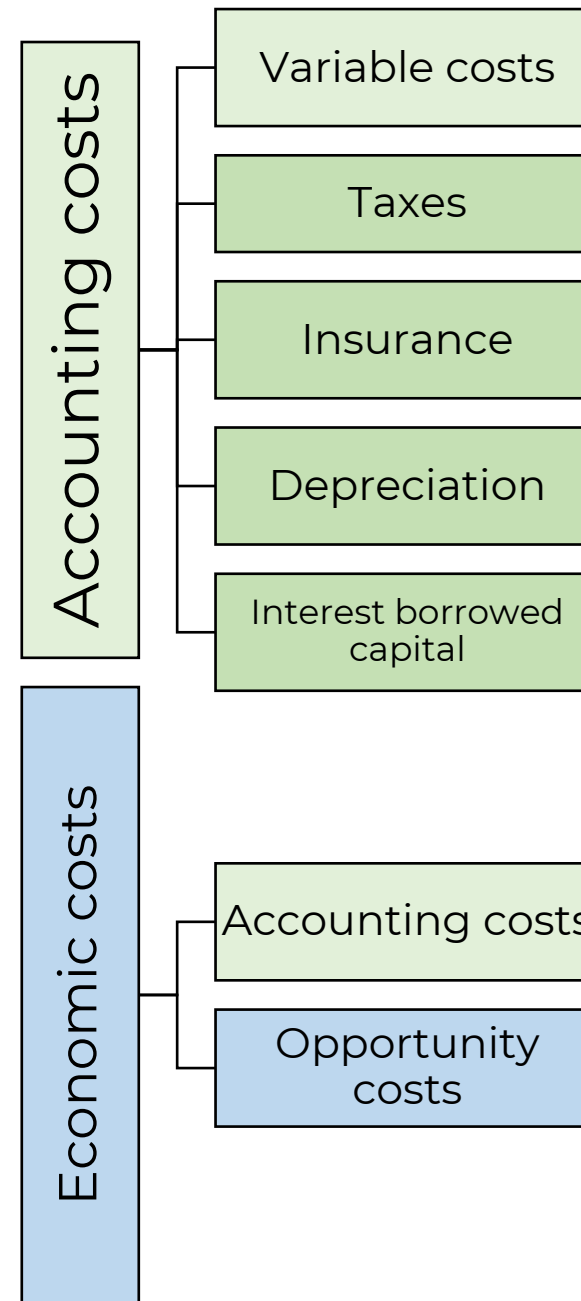 Accounting costs
Variable costs
Taxes
Insurance
Depreciation
Interest borrowed
capital
Economic costs
Accounting costs
Opportunity
costs